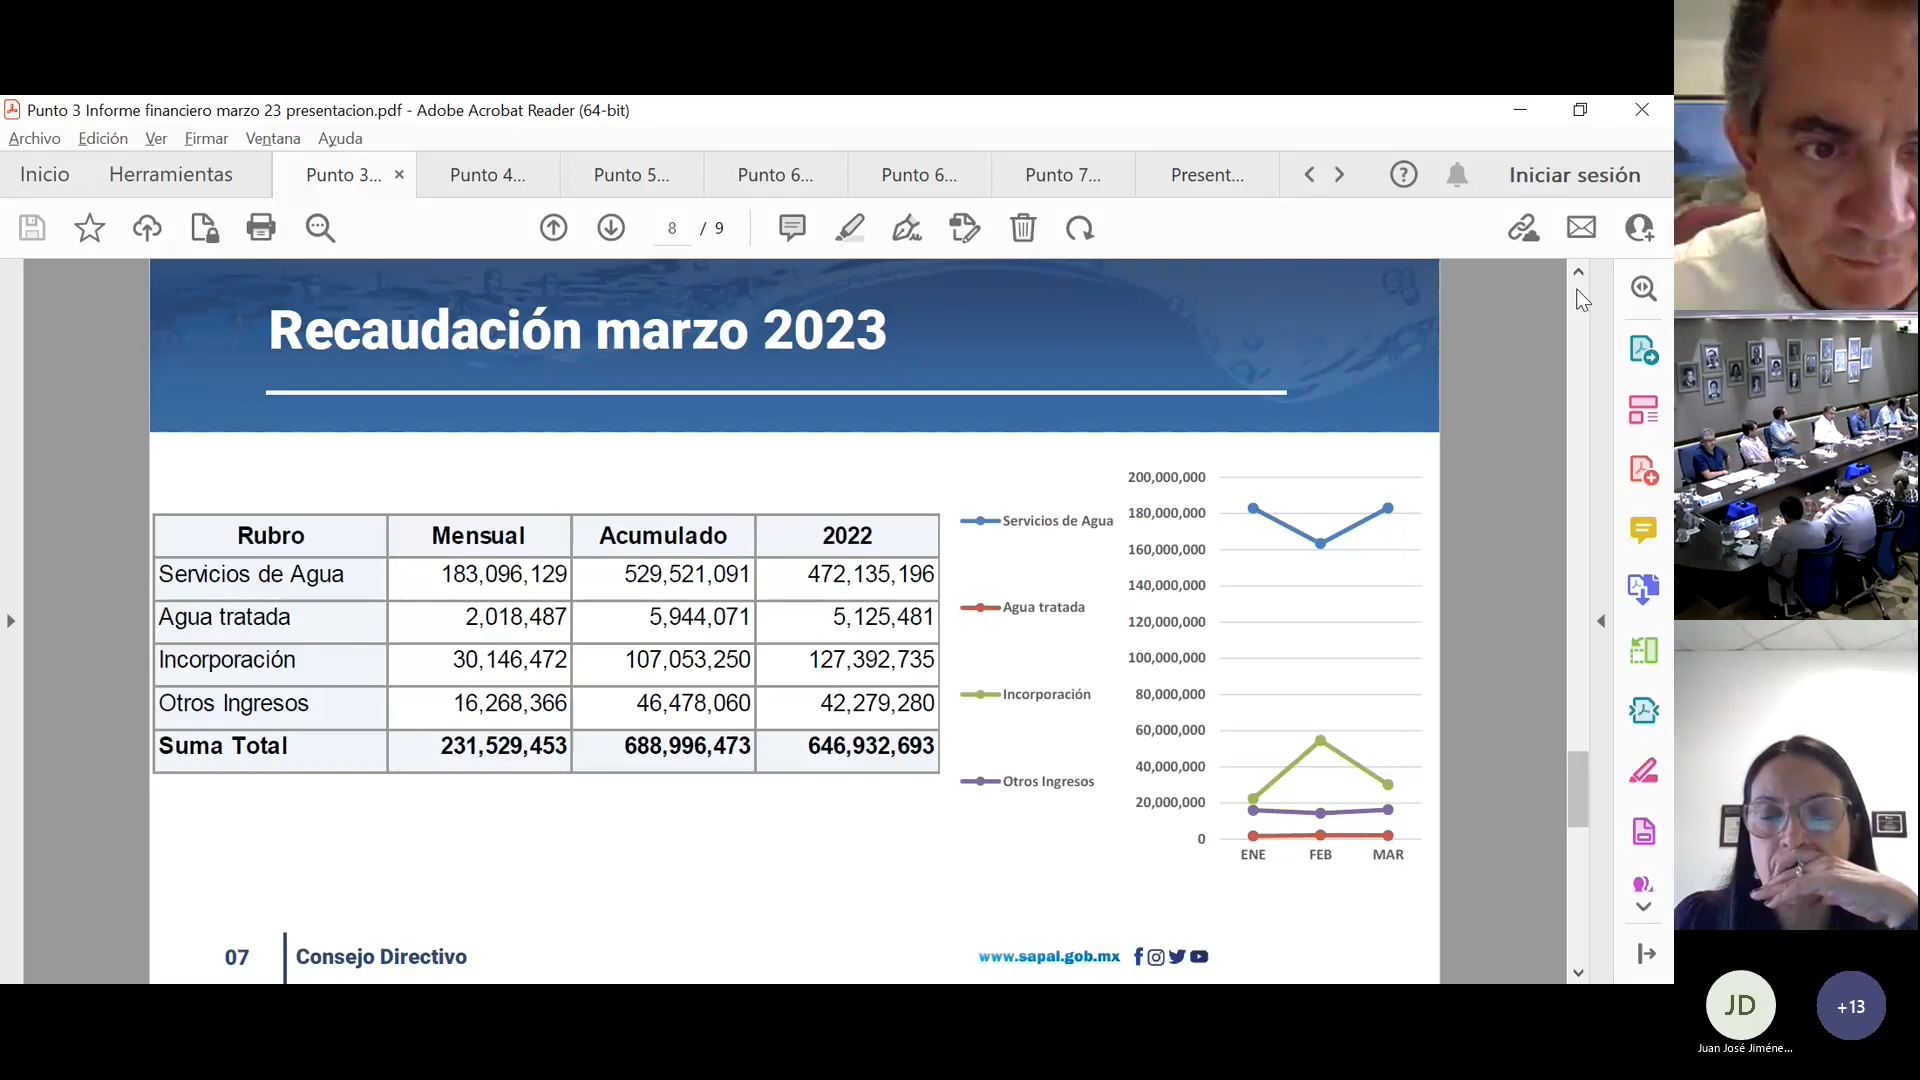 Punto 3 Informe financiero marzo 23 presentacion.pdf - Adobe Acrobat Reader (64-bit)
Archivo Edición Ver Firmar Ventana Ayuda
Inicio Herramientas Punto 3... × Punto 4... Punto 5... Punto 6... Punto 6... Punto 7... Present... Iniciar sesión
8 / 9
Recaudación marzo 2023
Rubro Mensual Acumulado 2022
Servicios de Agua 183,096,129 529,521,091 472,135,196
Agua tratada 2,018,487 5,944,071 5,125,481
Incorporación 30,146,472 107,053,250 127,392,735
Otros Ingresos 16,268,366 46,478,060 42,279,280
Suma Total 231,529,453 688,996,473 646,932,693
Servicios de Agua
Agua tratada
Incorporación
Otros Ingresos
200,000,000
180,000,000
160,000,000
140,000,000
120,000,000
100,000,000
80,000,000
60,000,000
40,000,000
20,000,000
0
ENE FEB MAR
07 Consejo Directivo
www.sapal.gob.mx
JD
+13
Juan José Jiméne...